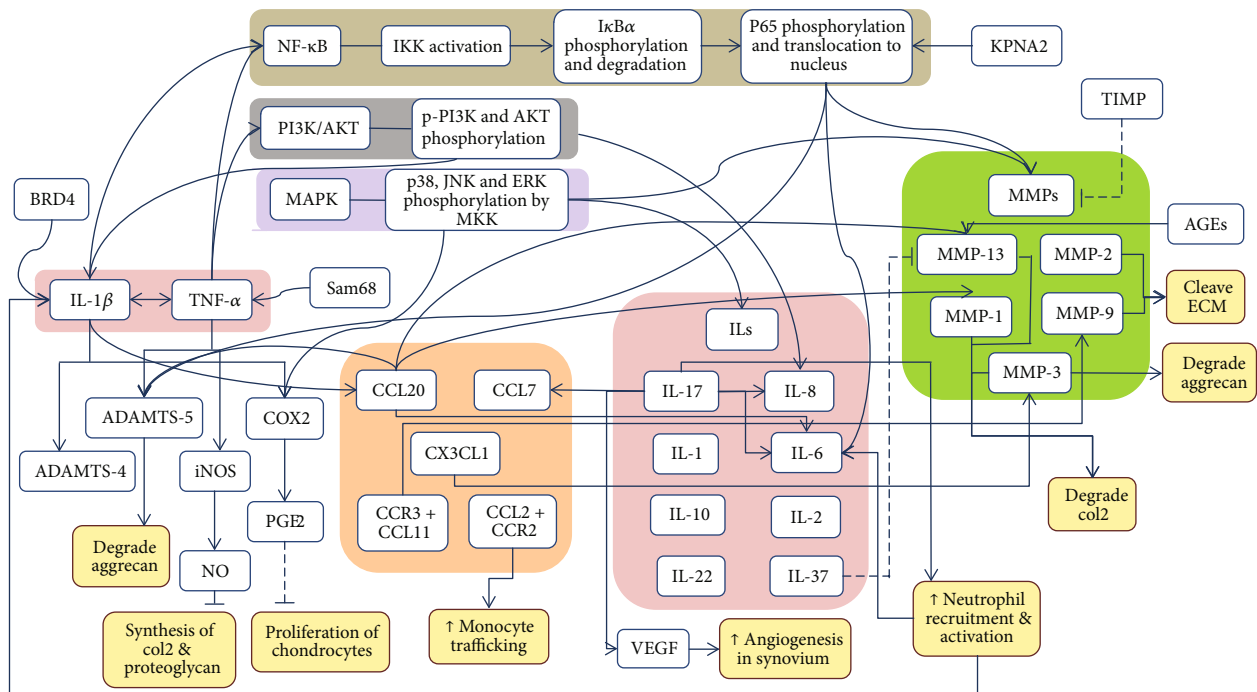 NF-κB
IKK activation
IκBα
phosphorylation
and degradation
P65 phosphorylation
and translocation to
nucleus
KPNA2
PI3K/AKT
p-PI3K and AKT
phosphorylation
TIMP
MAPK
p38, JNK and ERK
phosphorylation by
MKK
BRD4
MMPs
AGEs
MMP-13
MMP-2
IL-1β
TNF-α
Sam68
Cleave
ECM
ILs
MMP-1
MMP-9
MMP-3
Degrade
aggrecan
CCL20
CCL7
IL-17
IL-8
ADAMTS-5
COX2
CX3CL1
IL-1
IL-6
ADAMTS-4
iNOS
Degrade
col2
PGE2
CCR3 +
CCL11
CCL2 +
CCR2
IL-10
IL-2
Degrade
aggrecan
NO
IL-22
IL-37
Synthesis of
col2 &
proteoglycan
Proliferation of
chondrocytes
↑ Monocyte
trafficking
VEGF
↑ Angiogenesis
in synovium
↑ Neutrophil
recruitment &
activation